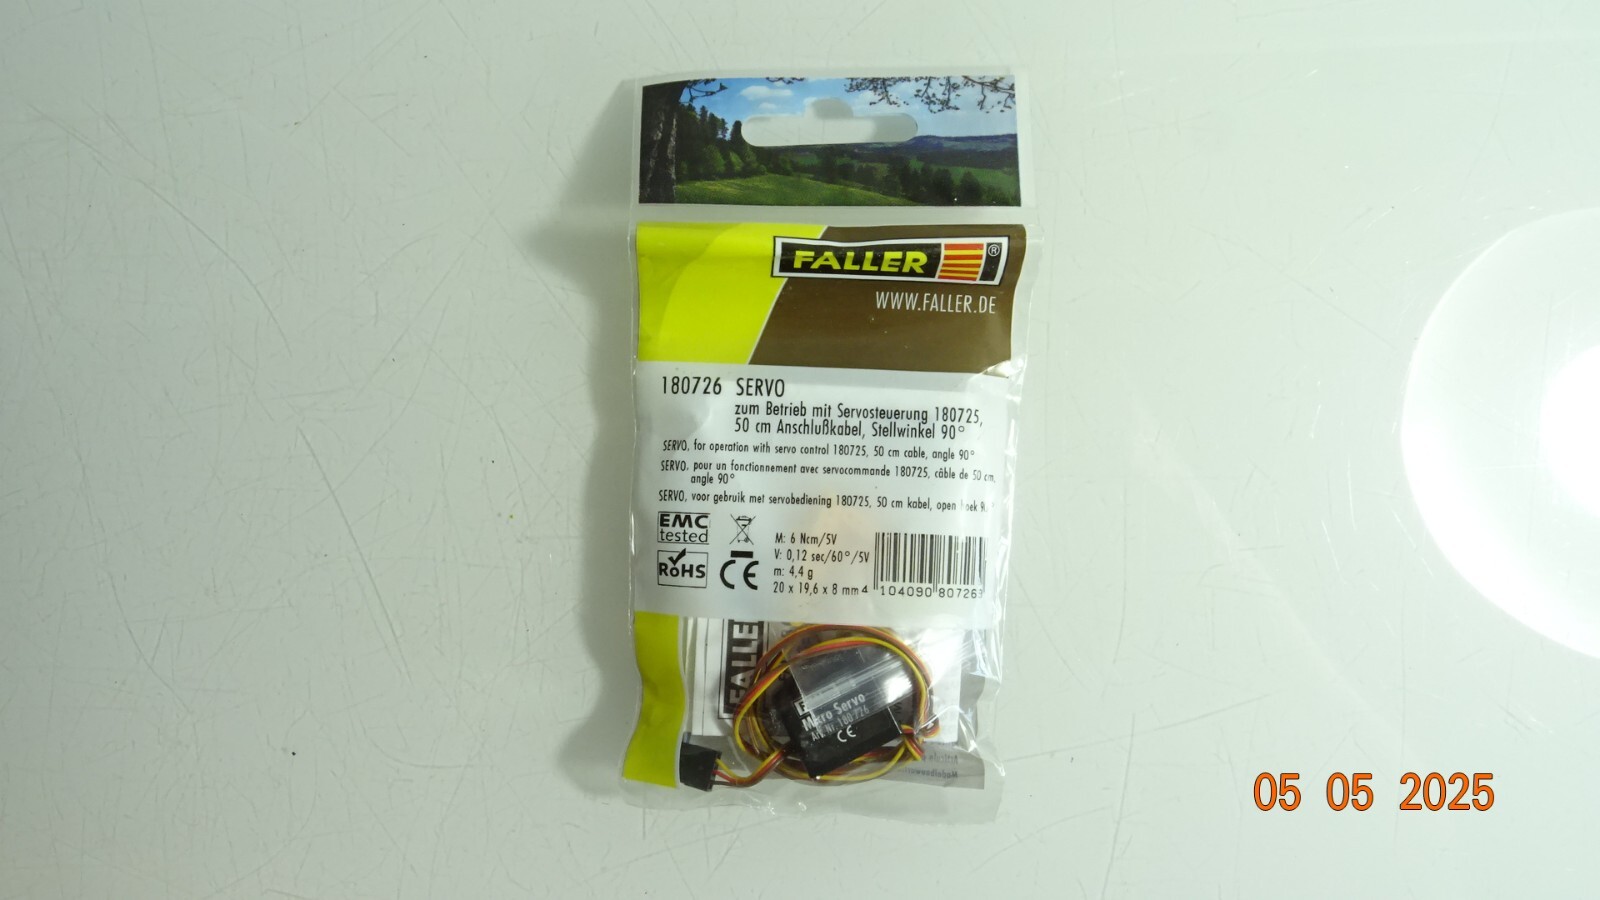 FALLER®
WWW.FALLER.DE
180726 SERVO
zum Betrieb mit Servosteuerung 180725,
50 cm Anschlußkabel, Stellwinkel 90°
SERVO, for operation with servo control 180725, 50 cm cable, angle 90°
SERVO, pour un fonctionnement avec servocommande 180725, câble de 50 cm,
angle 90°
SERVO, voor gebruik met servobediening 180725, 50 cm kabel, open
EMC
tested
RoHS
CE
M: 6 Ncm/5V
V: 0,12 sec/60°/5V
m: 4,4 g
20 x 19,6 x 8 mm
4 104090 807263
FALLE
Micro Servo
Art. Nr. 180726
CE
05 05 2025